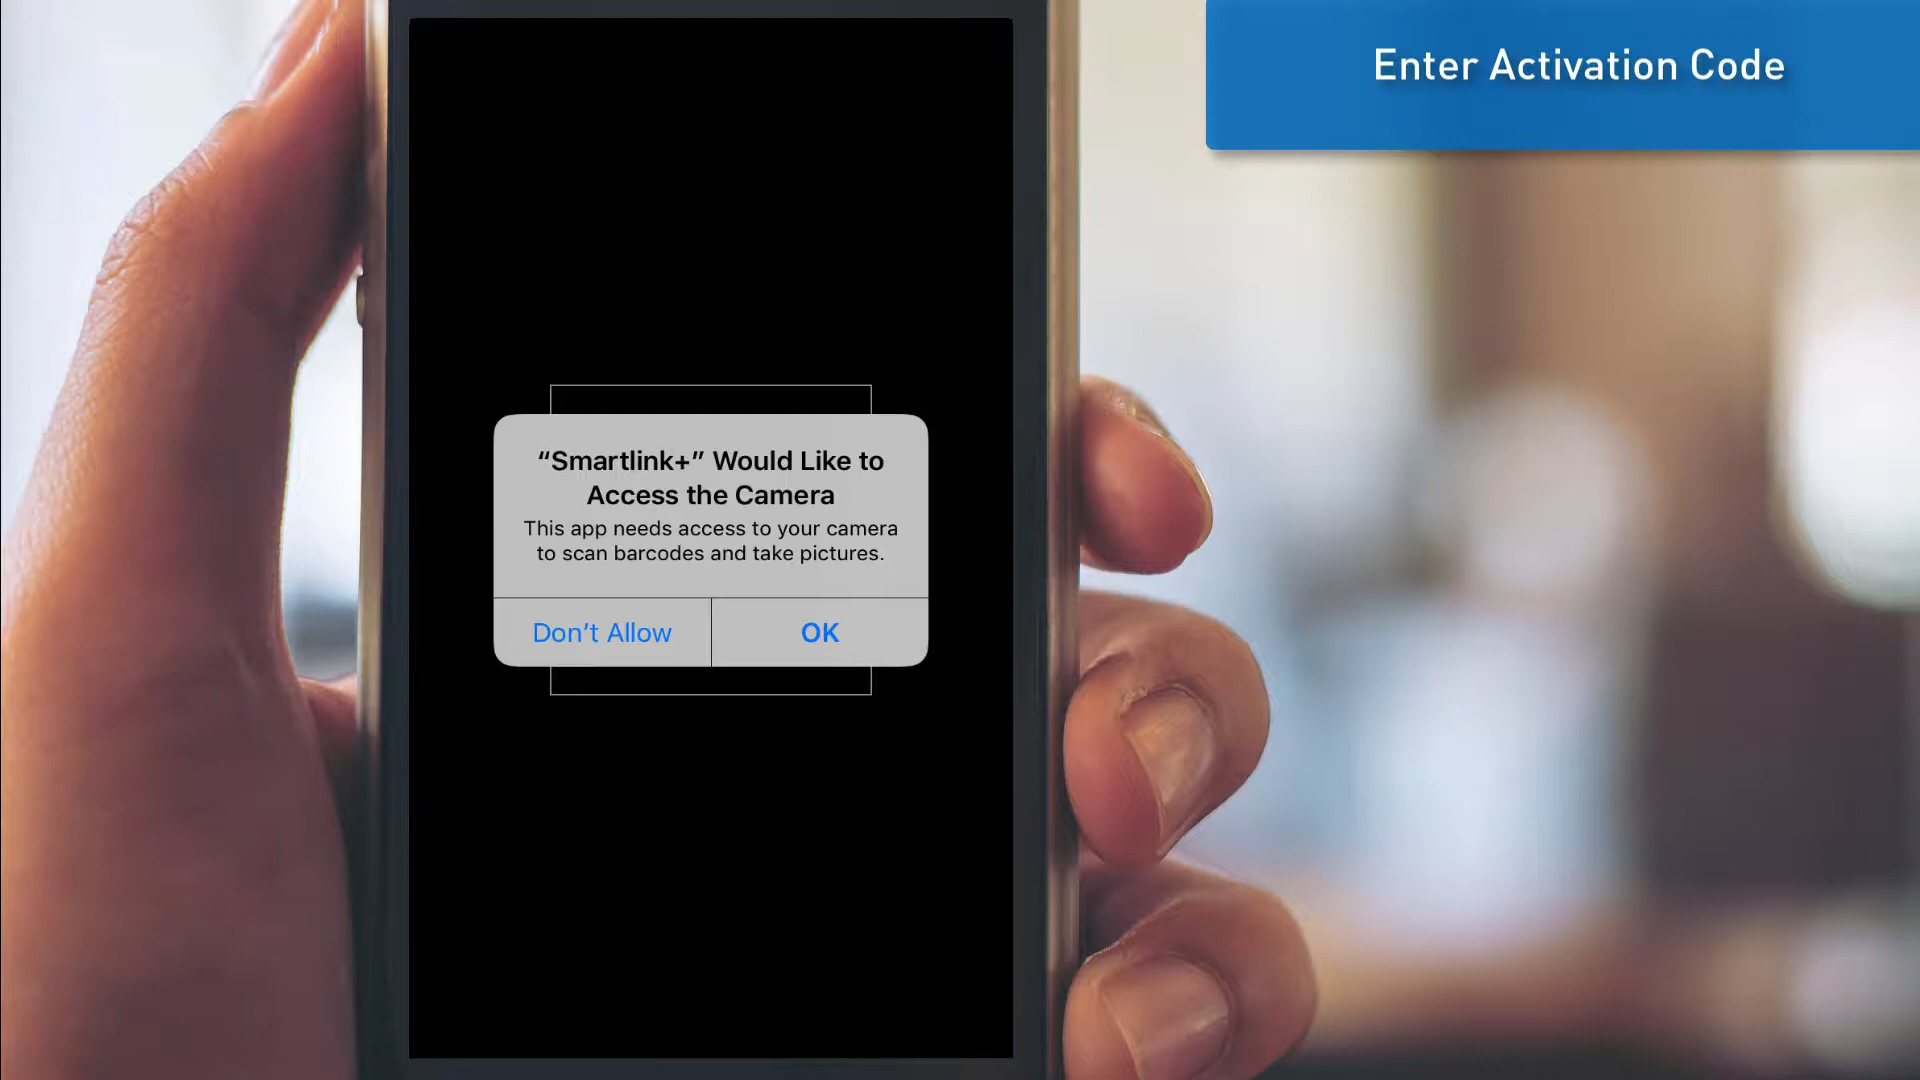 Enter Activation Code
“Smartlink+” Would Like to
Access the Camera
This app needs access to your camera
to scan barcodes and take pictures.
Don’t Allow
OK